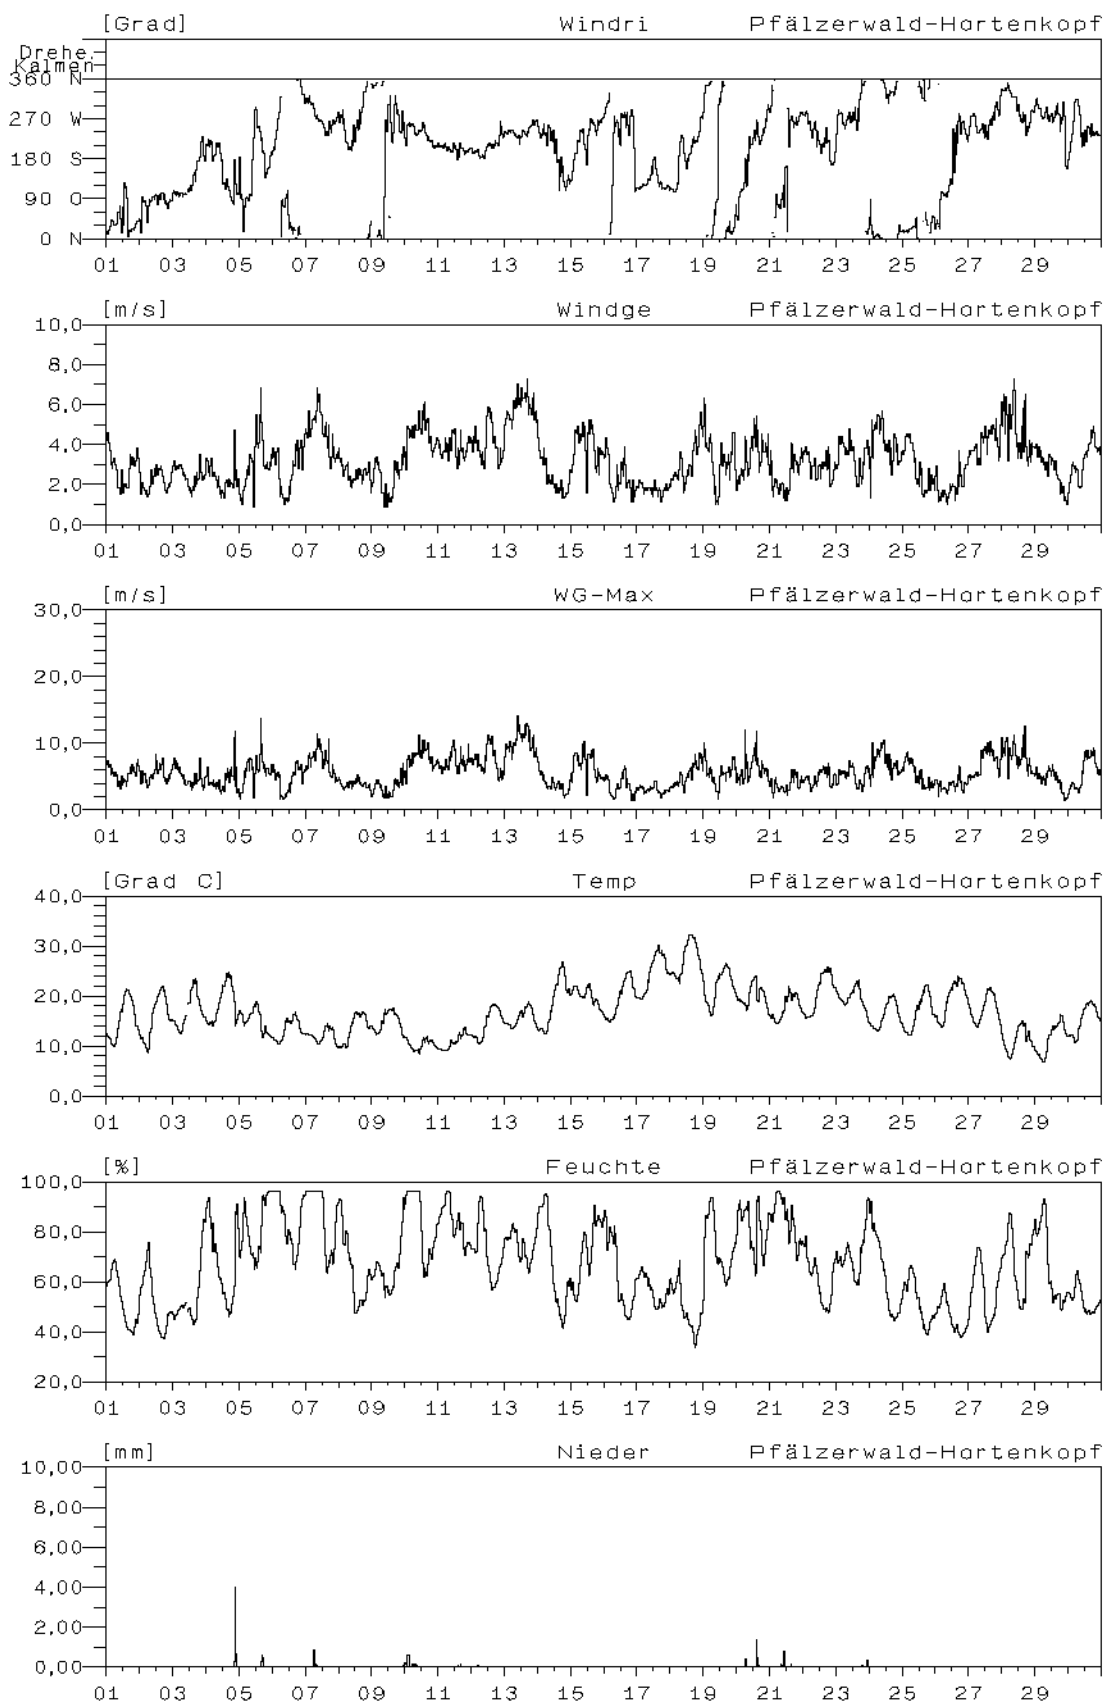 [Grad] Windri Pfälzerwald-Hortenkopf
Drehe.
Kalmen
360 N
270 W
180 S
90 O
0 N
01 03 05 07 09 11 13 15 17 19 21 23 25 27 29
[m/s] Windge Pfälzerwald-Hortenkopf
10,0
8,0
6,0
4,0
2,0
0,0
01 03 05 07 09 11 13 15 17 19 21 23 25 27 29
[m/s] WG-Max Pfälzerwald-Hortenkopf
30,0
20,0
10,0
0,0
01 03 05 07 09 11 13 15 17 19 21 23 25 27 29
[Grad C] Temp Pfälzerwald-Hortenkopf
40,0
30,0
20,0
10,0
0,0
01 03 05 07 09 11 13 15 17 19 21 23 25 27 29
[%] Feuchte Pfälzerwald-Hortenkopf
100,0
80,0
60,0
40,0
20,0
01 03 05 07 09 11 13 15 17 19 21 23 25 27 29
[mm] Nieder Pfälzerwald-Hortenkopf
10,00
8,00
6,00
4,00
2,00
0,00
01 03 05 07 09 11 13 15 17 19 21 23 25 27 29